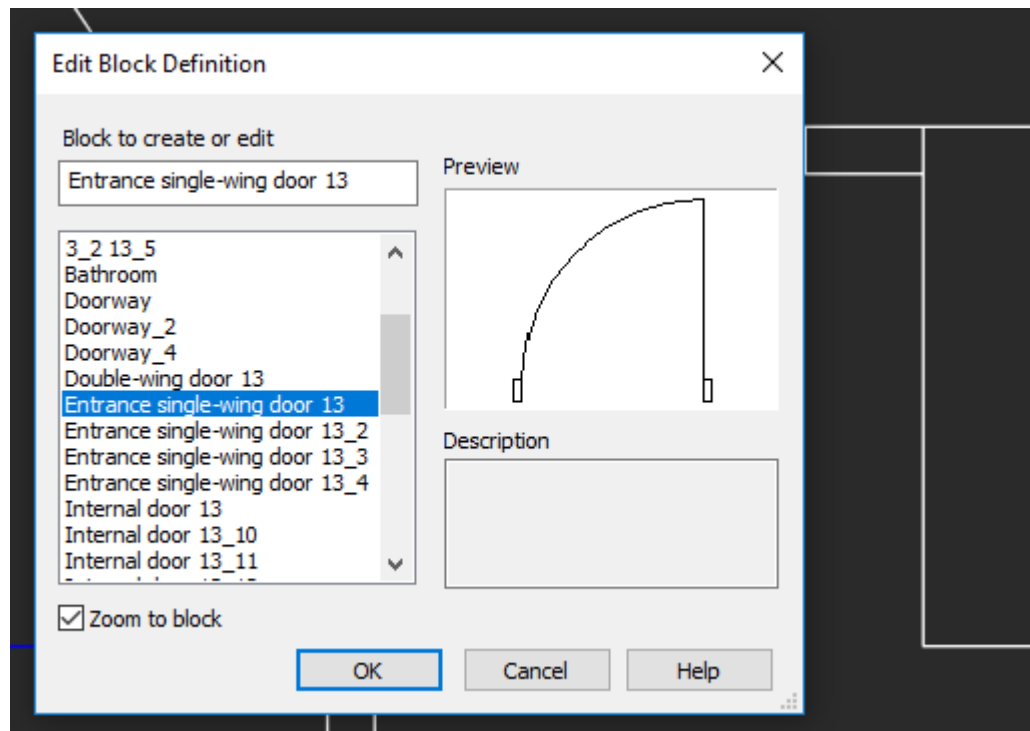 Edit Block Definition
Block to create or edit
Entrance single-wing door 13
Preview
3_2 13_5
Bathroom
Doorway
Doorway_2
Doorway_4
Double-wing door 13
Entrance single-wing door 13
Entrance single-wing door 13_2
Entrance single-wing door 13_3
Entrance single-wing door 13_4
Internal door 13
Internal door 13_10
Internal door 13_11
Description
Zoom to block
OK
Cancel
Help